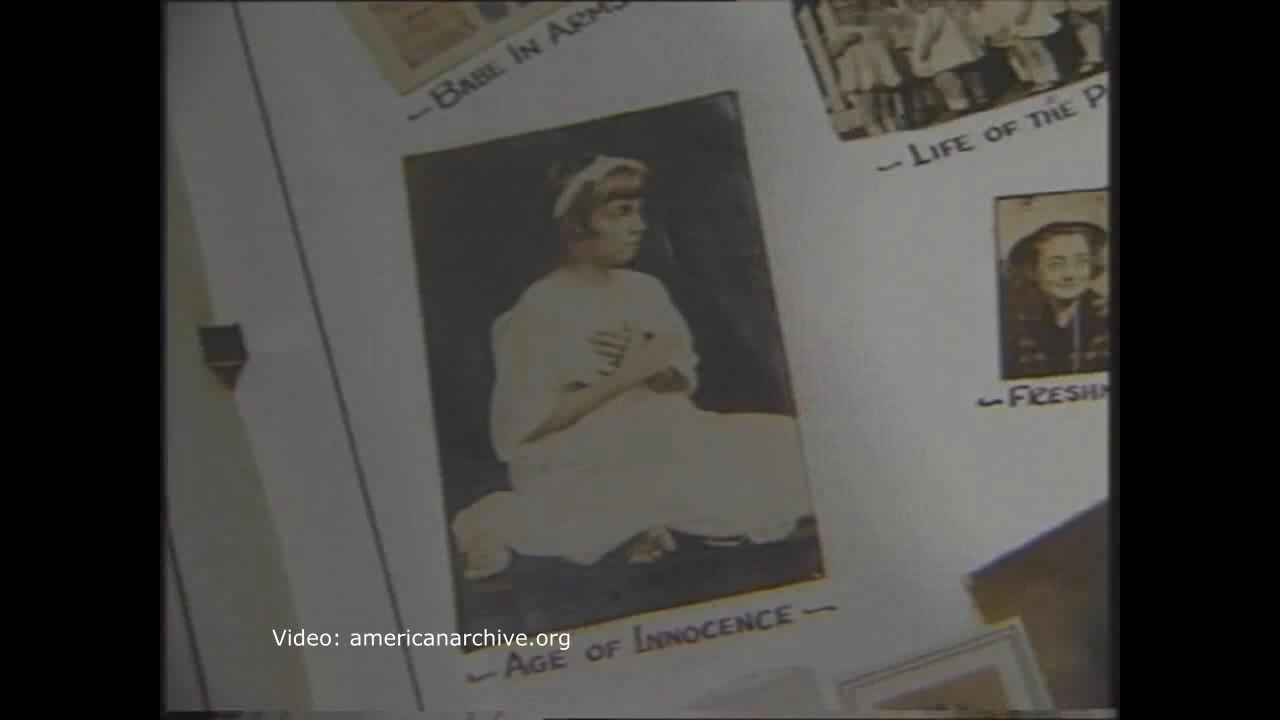 ~ BABE IN ARMS
~ LIFE OF THE P
~ FRESHM
~ AGE OF INNOCENCE ~
Video: americanarchive.org